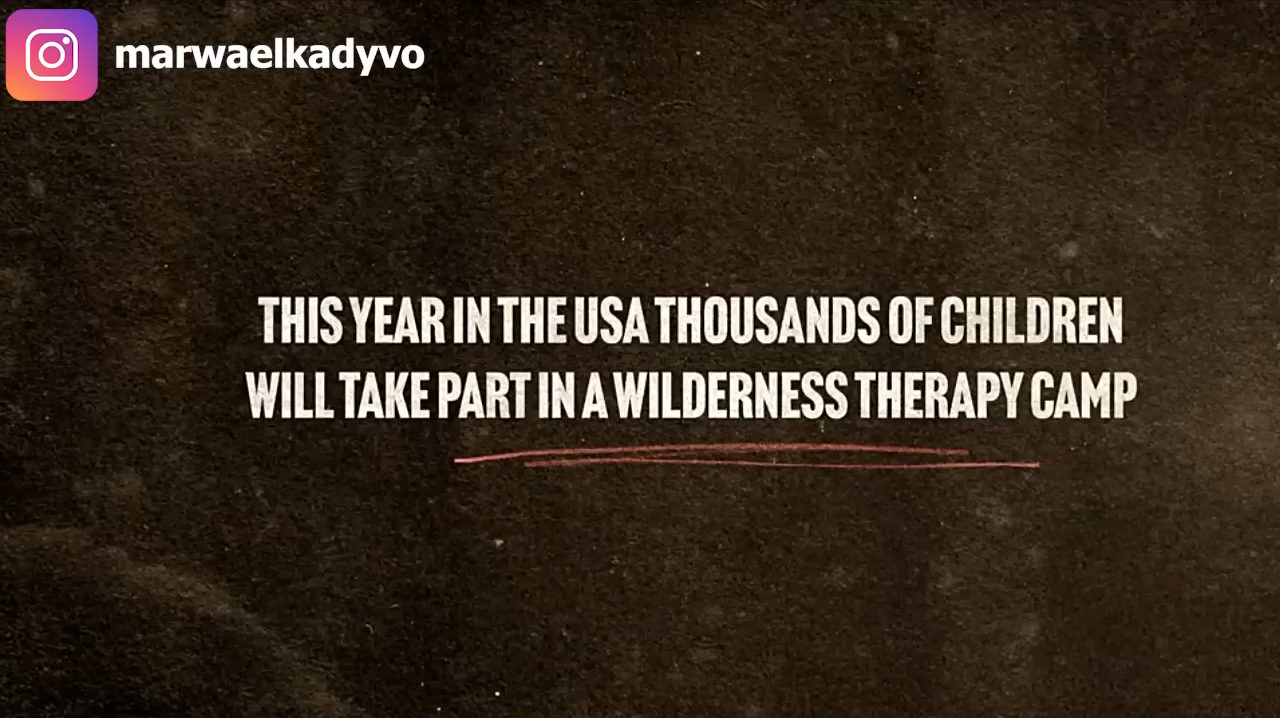 marwaelkadyvo
THIS YEAR IN THE USA THOUSANDS OF CHILDREN
WILL TAKE PART IN A WILDERNESS THERAPY CAMP